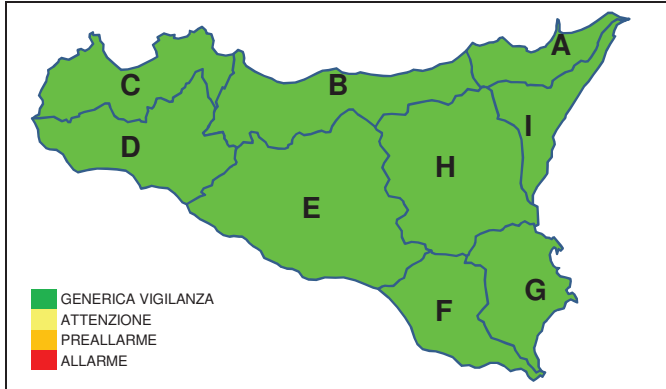 A
B
C
I
D
H
E
G
F
GENERICA VIGILANZA
ATTENZIONE
PREALLARME
ALLARME